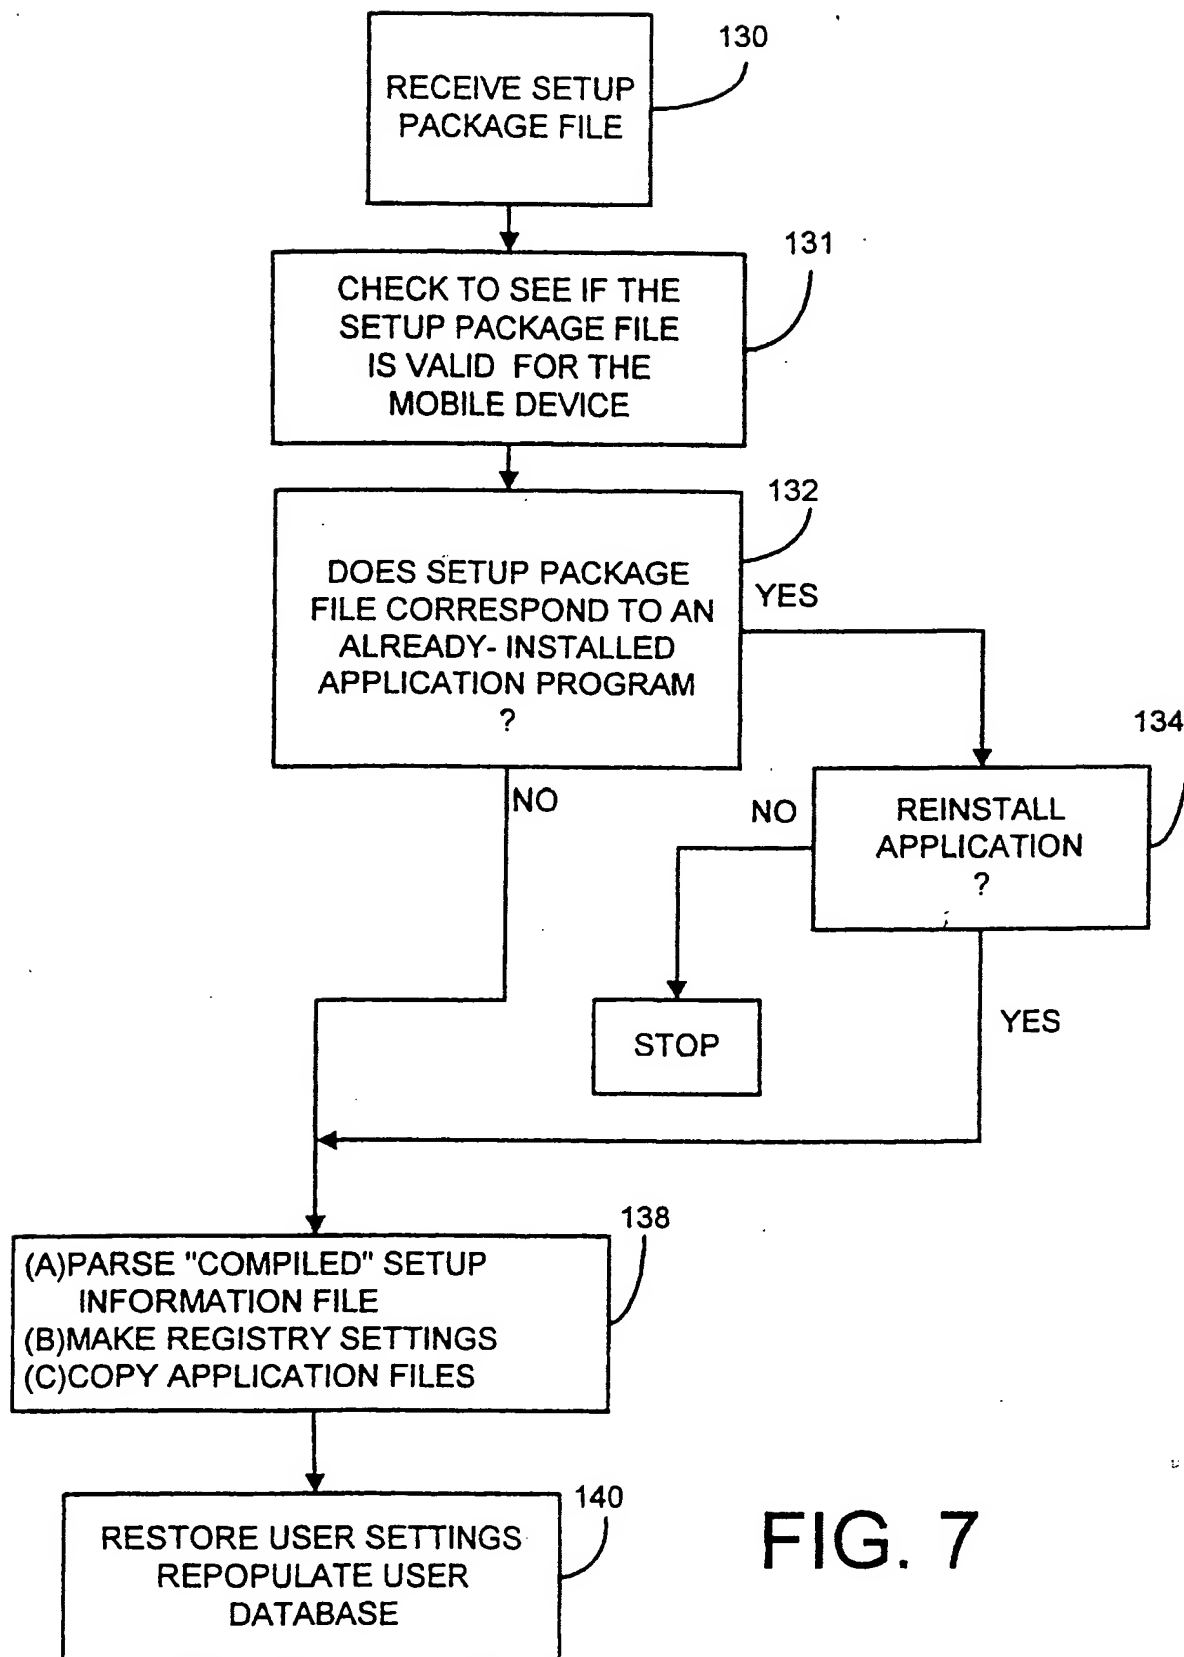 130
RECEIVE SETUP
PACKAGE FILE
131
CHECK TO SEE IF THE
SETUP PACKAGE FILE
IS VALID FOR THE
MOBILE DEVICE
132
DOES SETUP PACKAGE
FILE CORRESPOND TO AN
ALREADY- INSTALLED
APPLICATION PROGRAM
?
YES
NO
134
REINSTALL
APPLICATION
?
NO
YES
STOP
138
(A)PARSE "COMPILED" SETUP
INFORMATION FILE
(B)MAKE REGISTRY SETTINGS
(C)COPY APPLICATION FILES
140
RESTORE USER SETTINGS
REPOPULATE USER
DATABASE
FIG. 7